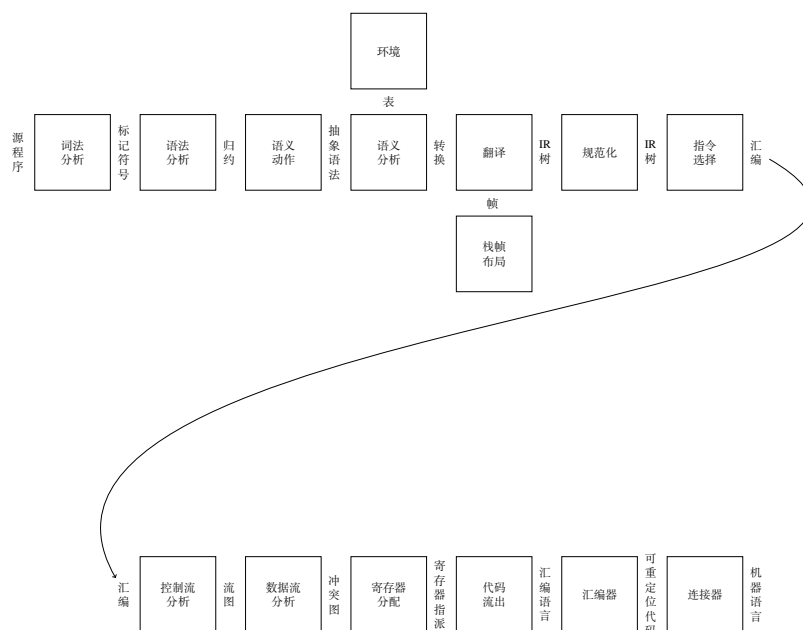 环境
表
源程序
词法
分析
标记符号
语法
分析
归约
语义
动作
抽象语法
语义
分析
转换
翻译
IR
树
规范化
IR
树
指令
选择
汇编
帧
栈帧
布局
汇编
控制流
分析
流图
数据流
分析
冲突图
寄存器
分配
寄存器指派
代码
流出
汇编语言
汇编器
可重定位代码
连接器
机器语言